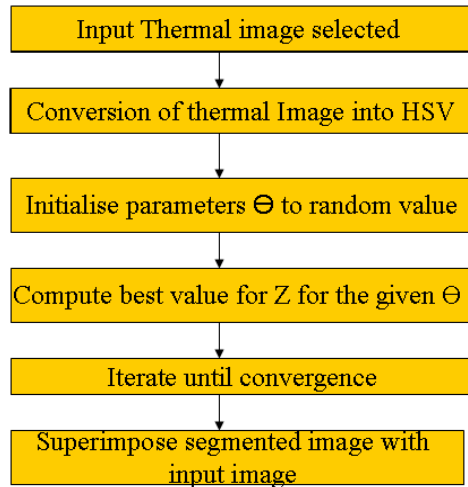 Input Thermal image selected
Conversion of thermal Image into HSV
Initialise parameters ϴ to random value
Compute best value for Z for the given ϴ
Iterate until convergence
Superimpose segmented image with
input image